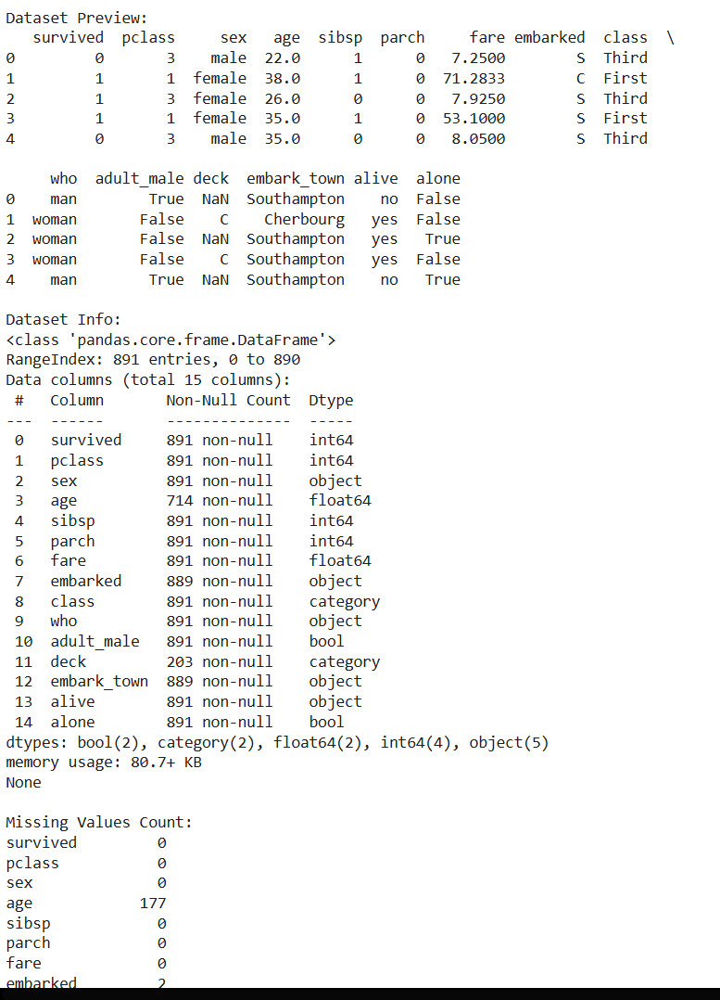 Dataset Preview:
   survived  pclass     sex   age  sibsp  parch     fare embarked  class  \
0         0       3    male  22.0      1      0   7.2500        S  Third
1         1       1  female  38.0      1      0  71.2833        C  First
2         1       3  female  26.0      0      0   7.9250        S  Third
3         1       1  female  35.0      1      0  53.1000        S  First
4         0       3    male  35.0      0      0   8.0500        S  Third
     who  adult_male deck  embark_town alive  alone
0    man        True  NaN  Southampton    no  False
1  woman       False    C    Cherbourg   yes  False
2  woman       False  NaN  Southampton   yes   True
3  woman       False    C  Southampton   yes  False
4    man        True  NaN  Southampton    no   True
Dataset Info:
<class 'pandas.core.frame.DataFrame'>
RangeIndex: 891 entries, 0 to 890
Data columns (total 15 columns):
 #   Column       Non-Null Count  Dtype
---  ------       --------------  -----
 0   survived     891 non-null    int64
 1   pclass       891 non-null    int64
 2   sex          891 non-null    object
 3   age          714 non-null    float64
 4   sibsp        891 non-null    int64
 5   parch        891 non-null    int64
 6   fare         891 non-null    float64
 7   embarked     889 non-null    object
 8   class        891 non-null    category
 9   who          891 non-null    object
 10  adult_male   891 non-null    bool
 11  deck         203 non-null    category
 12  embark_town  889 non-null    object
 13  alive        891 non-null    object
 14  alone        891 non-null    bool
dtypes: bool(2), category(2), float64(2), int64(4), object(5)
memory usage: 80.7+ KB
None
Missing Values Count:
survived         0
pclass           0
sex              0
age            177
sibsp            0
parch            0
fare             0
embarked         2